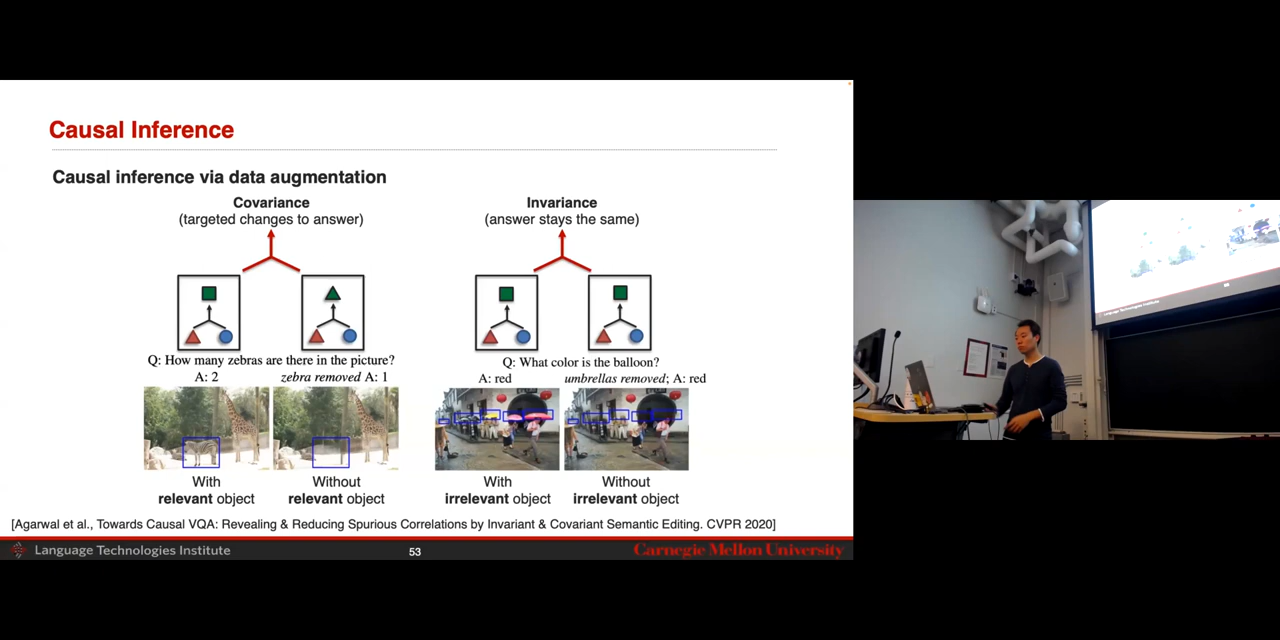 Causal Inference
Causal inference via data augmentation
Covariance
(targeted changes to answer)
Invariance
(answer stays the same)
Q: How many zebras are there in the picture?
A: 2
zebra removed A: 1
Q: What color is the balloon?
A: red
umbrellas removed; A: red
With
relevant object
Without
relevant object
With
irrelevant object
Without
irrelevant object
[Agarwal et al., Towards Causal VQA: Revealing & Reducing Spurious Correlations by Invariant & Covariant Semantic Editing. CVPR 2020]
Language Technologies Institute
53
Carnegie Mellon University
Language Technologies Institute